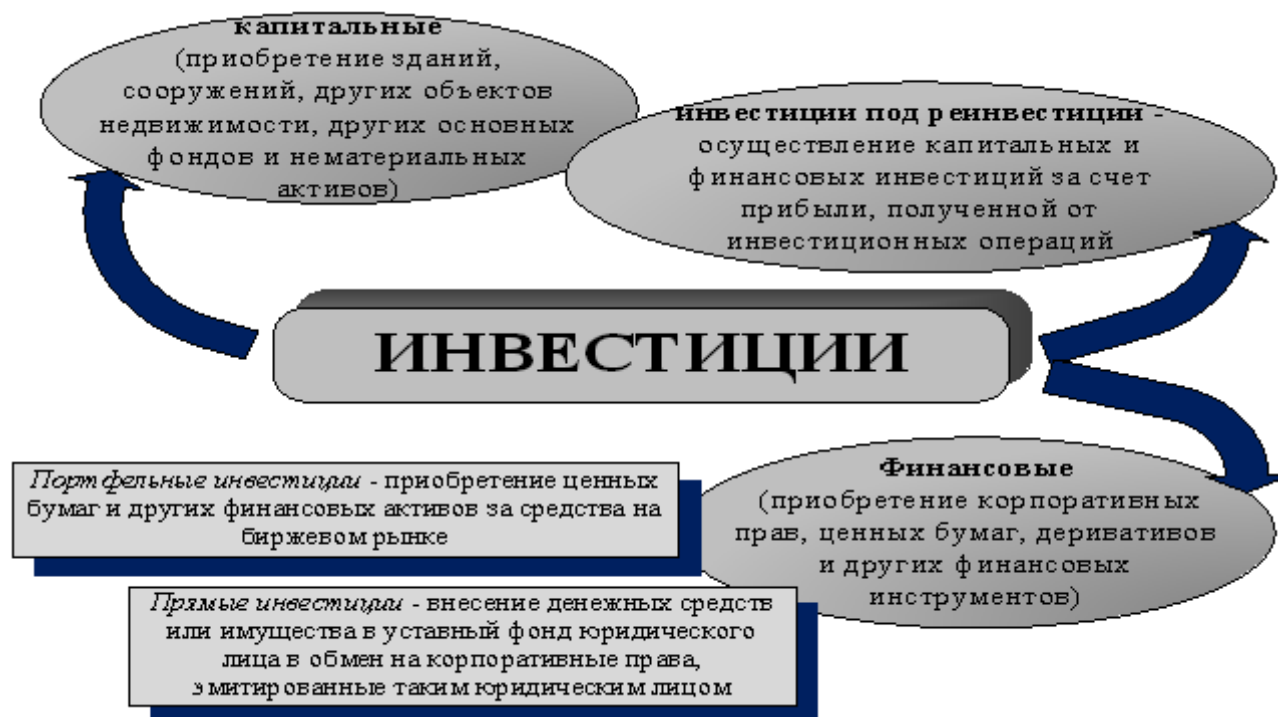 капитальные
(приобретение зданий,
сооружений, других объектов
недвижимости, других основных
фондов и нематериальных
активов)
инвестиции под реинвестиции -
осуществление капитальных и
финансовых инвестиций за счет
прибыли, полученной от
инвестиционных операций
ИНВЕСТИЦИИ
Финансовые
(приобретение корпоративных
прав, ценных бумаг, деривативов
и других финансовых
инструментов)
Портфельные инвестиции - приобретение ценных
бумаг и других финансовых активов за средства на
биржевом рынке
Прямые инвестиции - внесение денежных средств
или имущества в уставный фонд юридического
лица в обмен на корпоративные права,
эмитированные таким юридическим лицом